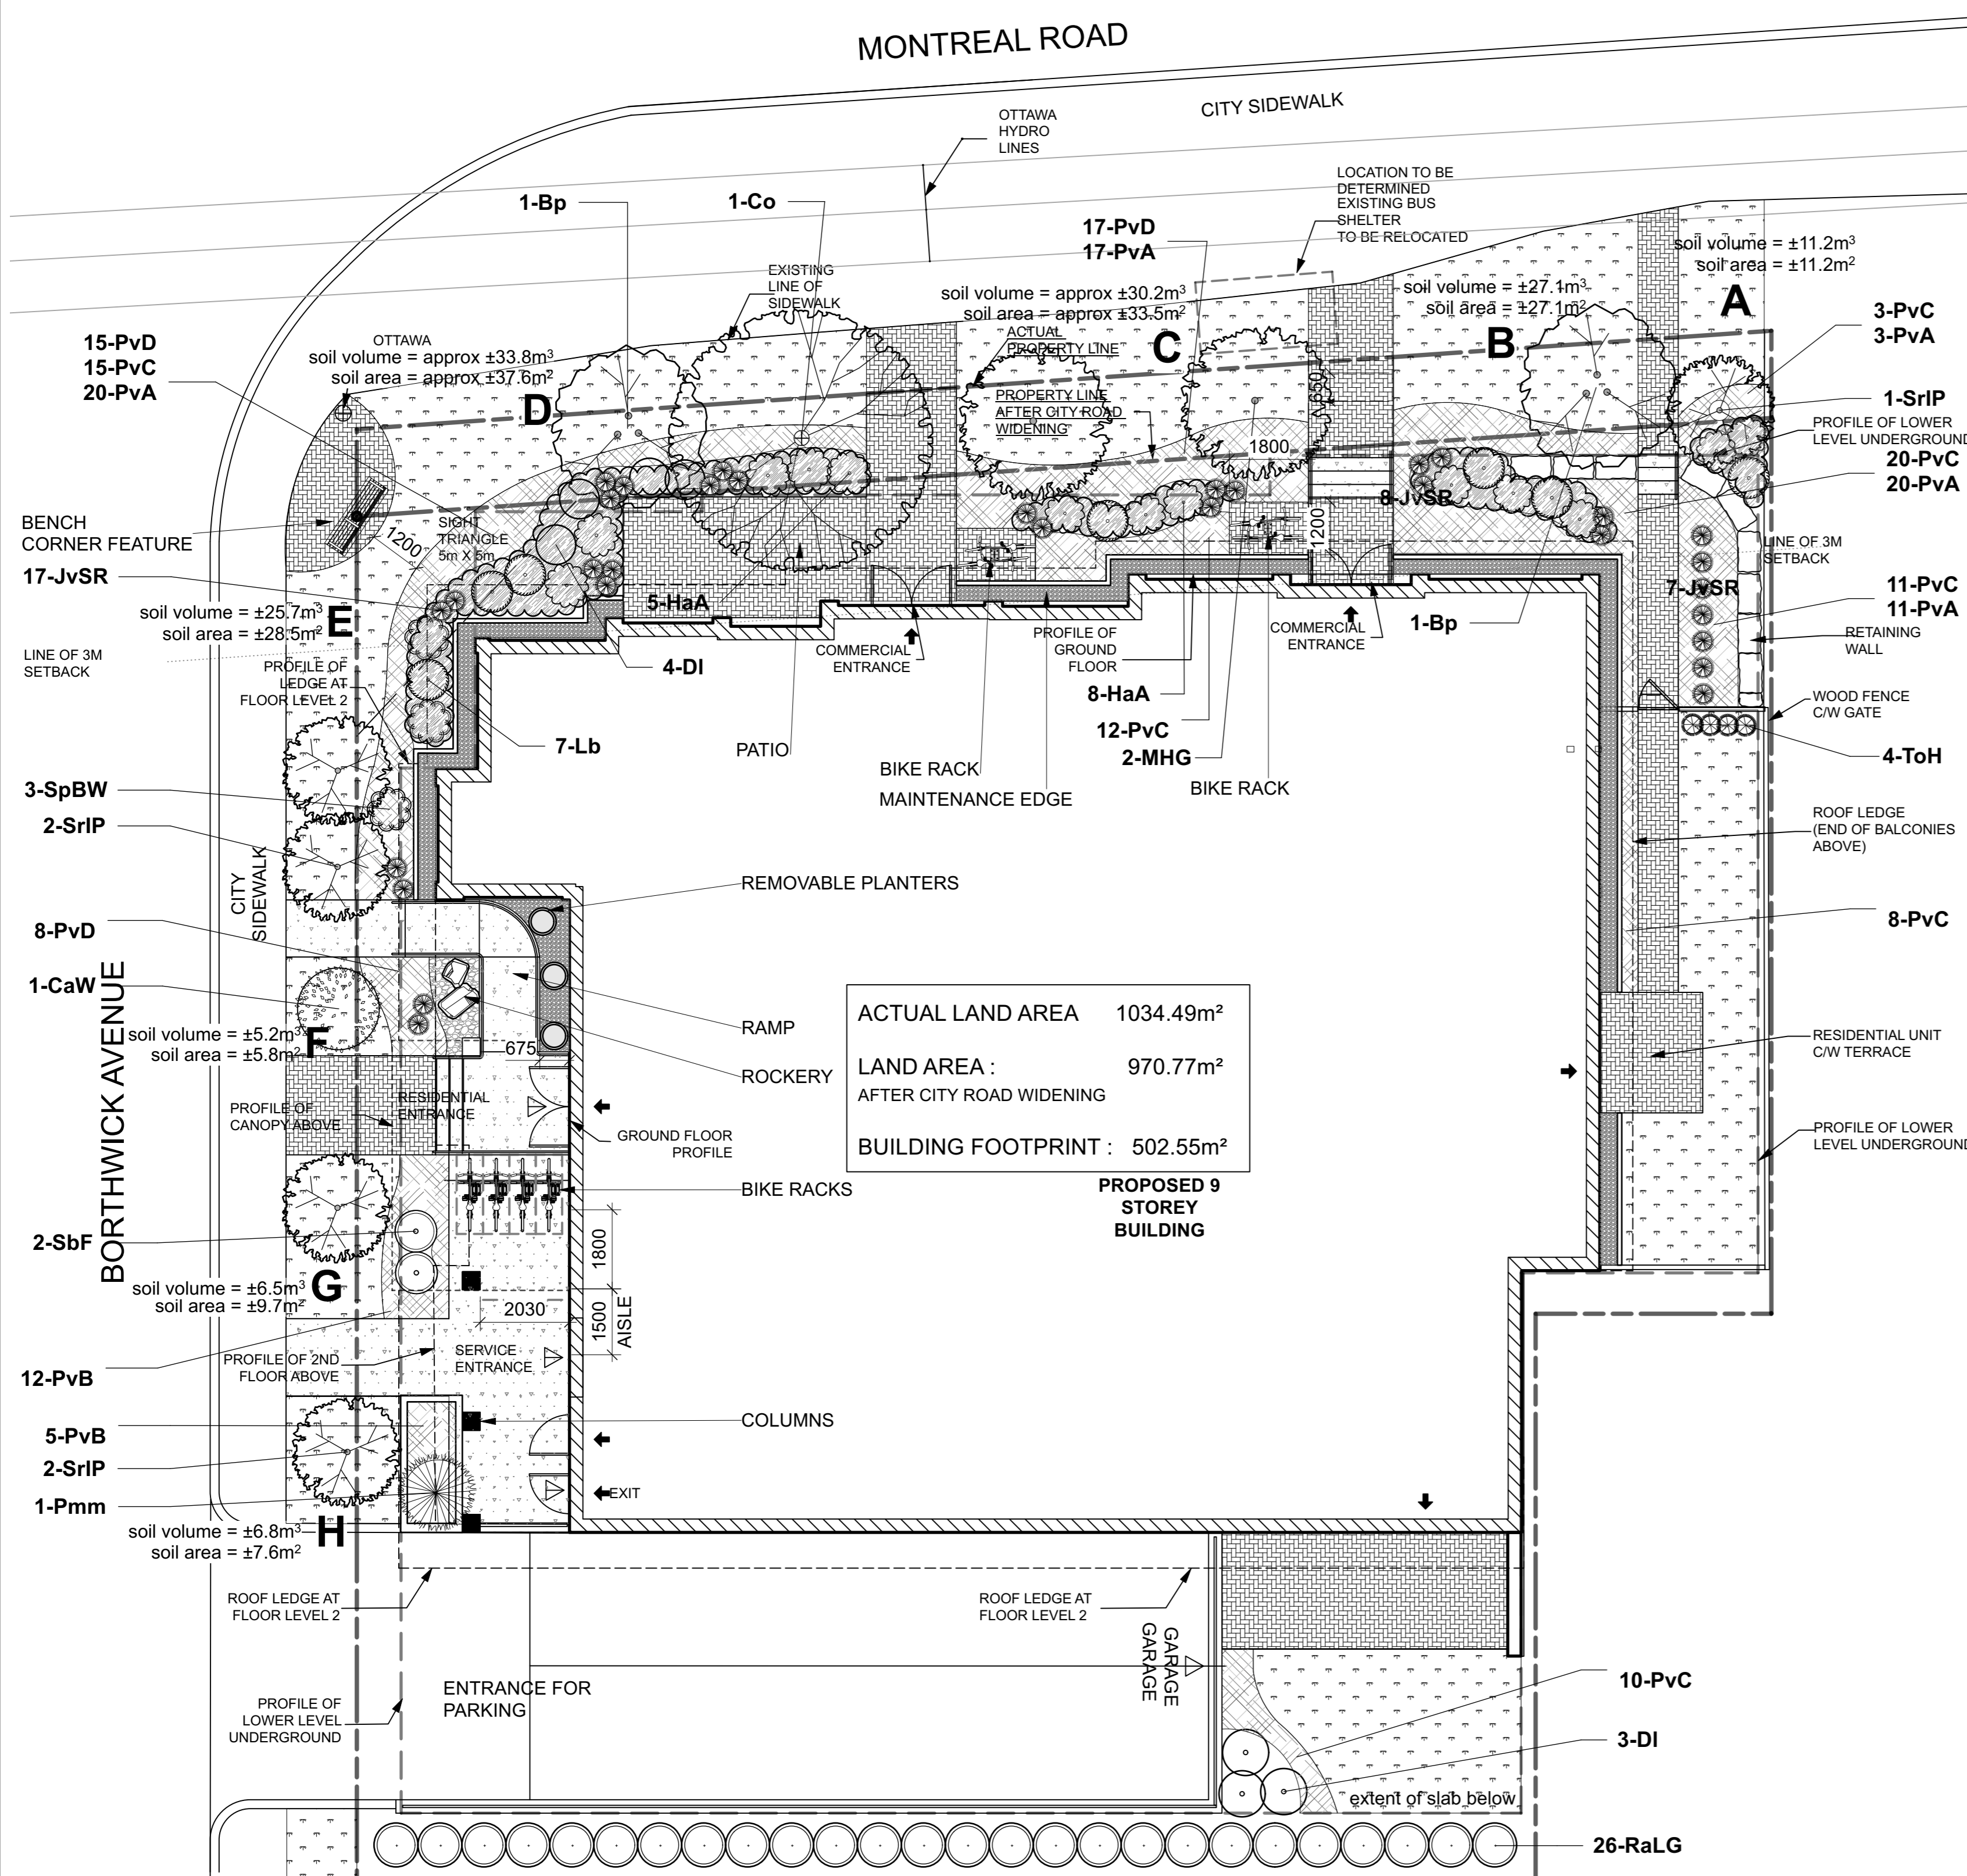 MONTREAL ROAD
CITY SIDEWALK
OTTAWA
HYDRO
LINES
LOCATION TO BE
DETERMINED
EXISTING BUS
SHELTER
TO BE RELOCATED
1-Bp
1-Co
17-PvD
17-PvA
soil volume = ±11.2m³
soil area = ±11.2m²
A
EXISTING
LINE OF
SIDEWALK
soil volume = approx ±30.2m³
soil area = approx ±33.5m²
C
soil volume = ±27.1m³
soil area = ±27.1m²
B
3-PvC
3-PvA
15-PvD
15-PvC
20-PvA
OTTAWA
soil volume = approx ±33.8m³
soil area = approx ±37.6m²
D
ACTUAL
PROPERTY LINE
PROPERTY LINE
AFTER CITY ROAD
WIDENING
650
1800
1-SrIP
PROFILE OF LOWER
LEVEL UNDERGROUND
20-PvC
20-PvA
BENCH
CORNER FEATURE
1200
SIGHT
TRIANGLE
5m X 5m
8-JvSR
1200
LINE OF 3M
SETBACK
17-JvSR
soil volume = ±25.7m³
soil area = ±28.5m²
E
5-HaA
7-JvSR
11-PvC
11-PvA
LINE OF 3M
SETBACK
PROFILE OF
LEDGE AT
FLOOR LEVEL 2
4-DI
COMMERCIAL
ENTRANCE
PROFILE OF
GROUND
FLOOR
COMMERCIAL
ENTRANCE
1-Bp
RETAINING
WALL
8-HaA
WOOD FENCE
C/W GATE
7-Lb
PATIO
BIKE RACK
MAINTENANCE EDGE
12-PvC
2-MHG
BIKE RACK
4-ToH
3-SpBW
2-SrIP
ROOF LEDGE
(END OF BALCONIES
ABOVE)
CITY
SIDEWALK
REMOVABLE PLANTERS
8-PvD
8-PvC
1-CaW
BORTHWICK AVENUE
soil volume = ±5.2m³
soil area = ±5.8m²
F
675
RAMP
ROCKERY
ACTUAL LAND AREA 1034.49m²
LAND AREA : 970.77m²
AFTER CITY ROAD WIDENING
BUILDING FOOTPRINT : 502.55m²
RESIDENTIAL UNIT
C/W TERRACE
PROFILE OF
CANOPY ABOVE
RESIDENTIAL
ENTRANCE
GROUND FLOOR
PROFILE
PROFILE OF LOWER
LEVEL UNDERGROUND
BIKE RACKS
PROPOSED 9
STOREY
BUILDING
2-SbF
G
soil volume = ±6.5m³
soil area = ±9.7m²
1800
2030
1500
AISLE
12-PvB
PROFILE OF 2ND
FLOOR ABOVE
SERVICE
ENTRANCE
COLUMNS
5-PvB
2-SrIP
1-Pmm
EXIT
H
soil volume = ±6.8m³
soil area = ±7.6m²
ROOF LEDGE AT
FLOOR LEVEL 2
ROOF LEDGE AT
FLOOR LEVEL 2
GARAGE
GARAGE
PROFILE OF
LOWER LEVEL
UNDERGROUND
ENTRANCE FOR
PARKING
10-PvC
3-DI
extent of slab below
26-RaLG